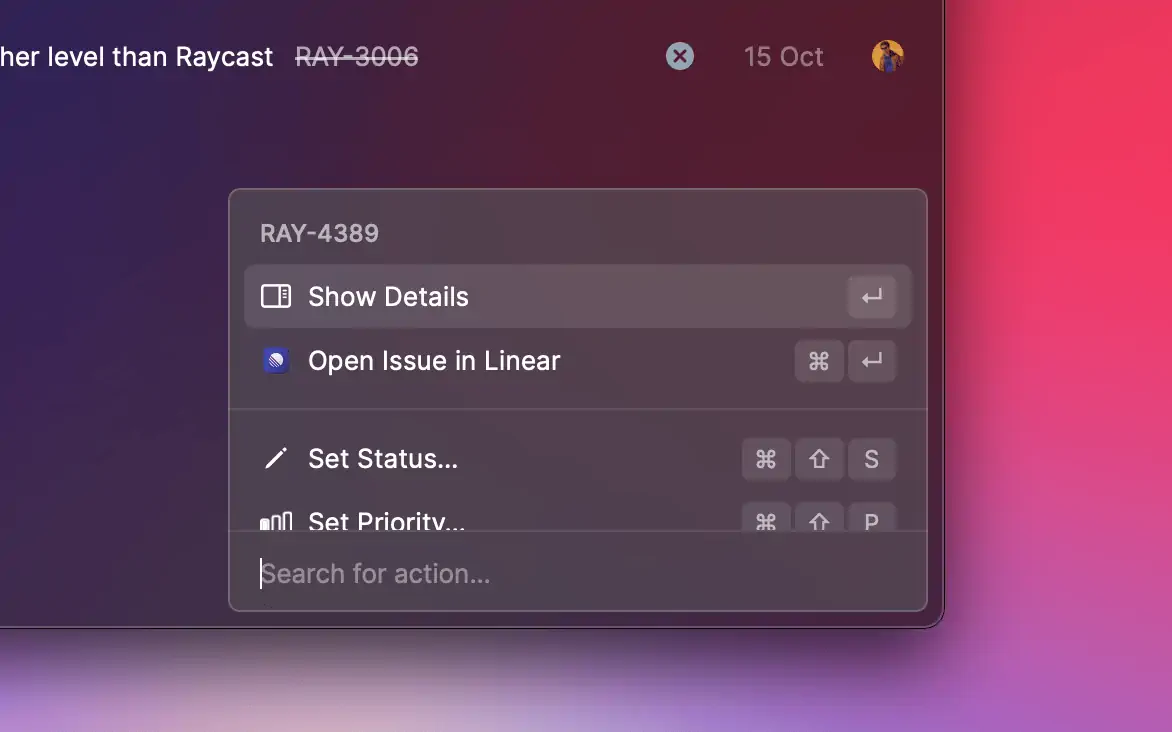 her level than Raycast RAY-3006 15 Oct
RAY-4389
Show Details ↵
Open Issue in Linear ⌘ ↵
Set Status... ⌘ ⇧ S
Set Priority... ⌘ ⇧ P
Search for action...